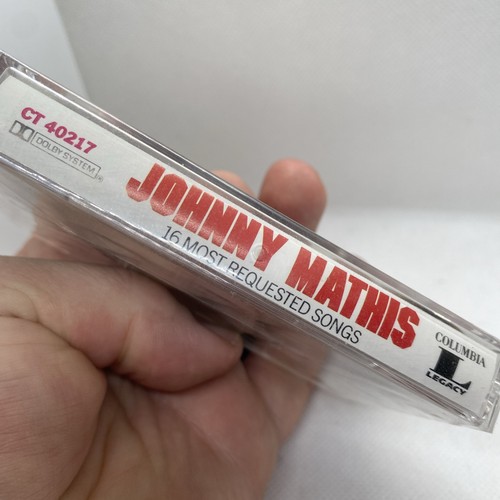 CT 40217
DOLBY SYSTEM
JOHNNY MATHIS
16 MOST REQUESTED SONGS
COLUMBIA
L
LEGACY